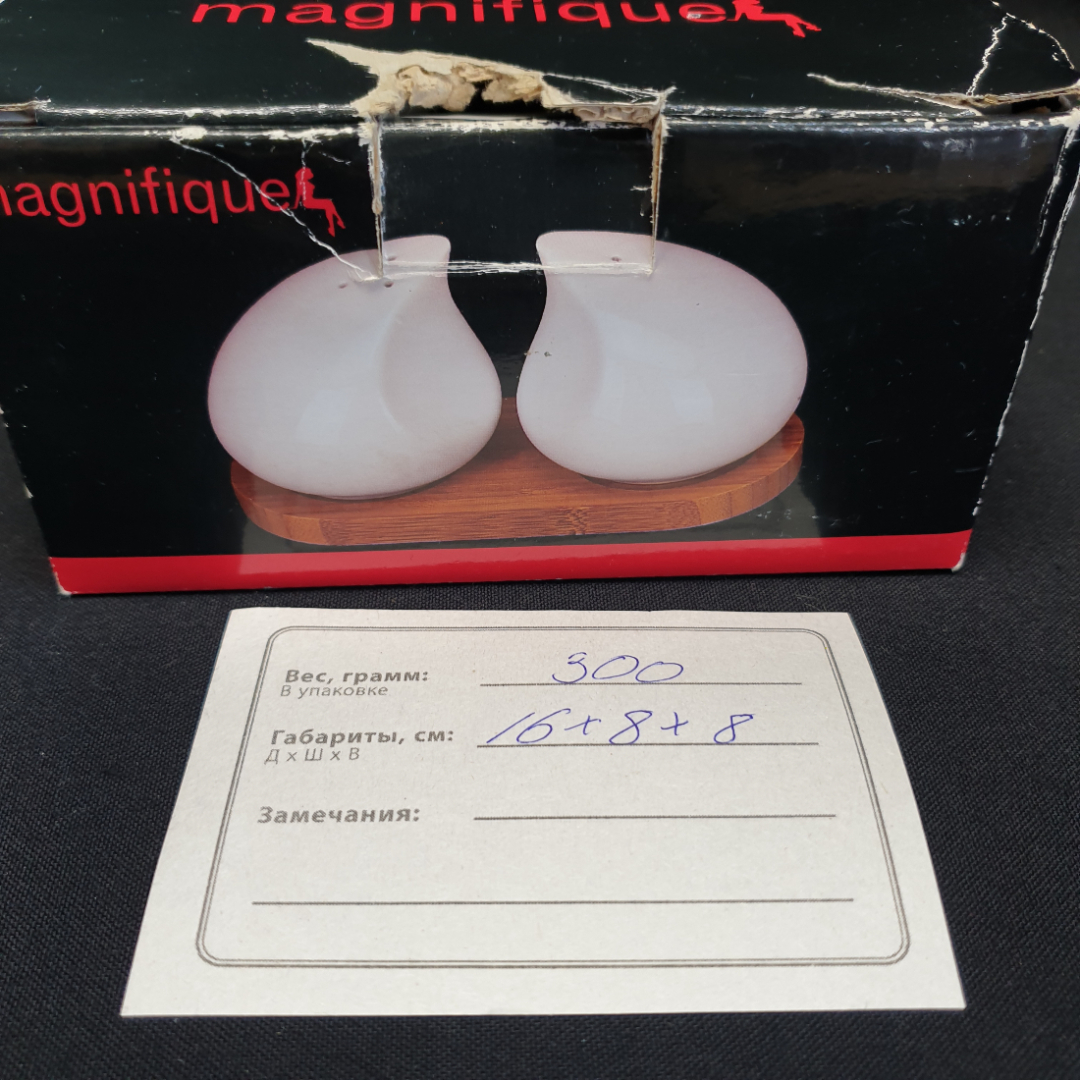 magnifique
magnifique
Вес, грамм: 300
В упаковке
Габариты, см: 16 x 8 x 8
Д x Ш x В
Замечания: